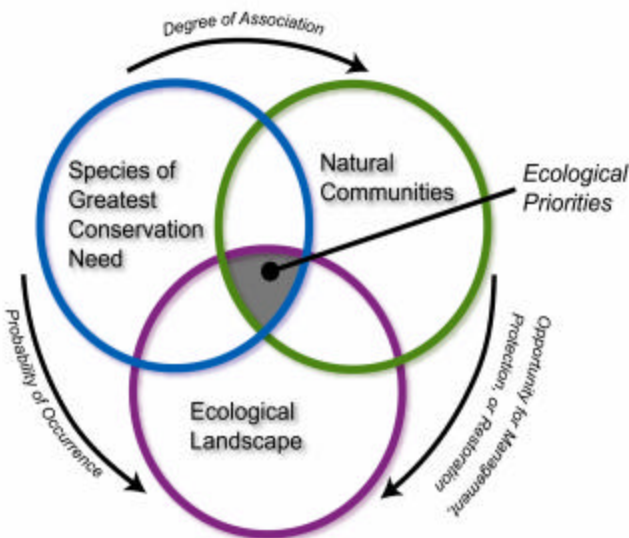 Degree of Association
Species of
Greatest
Conservation
Need
Natural
Communities
Ecological
Priorities
Probability of Occurrence
Opportunity for Management,
Protection, or Restoration
Ecological
Landscape